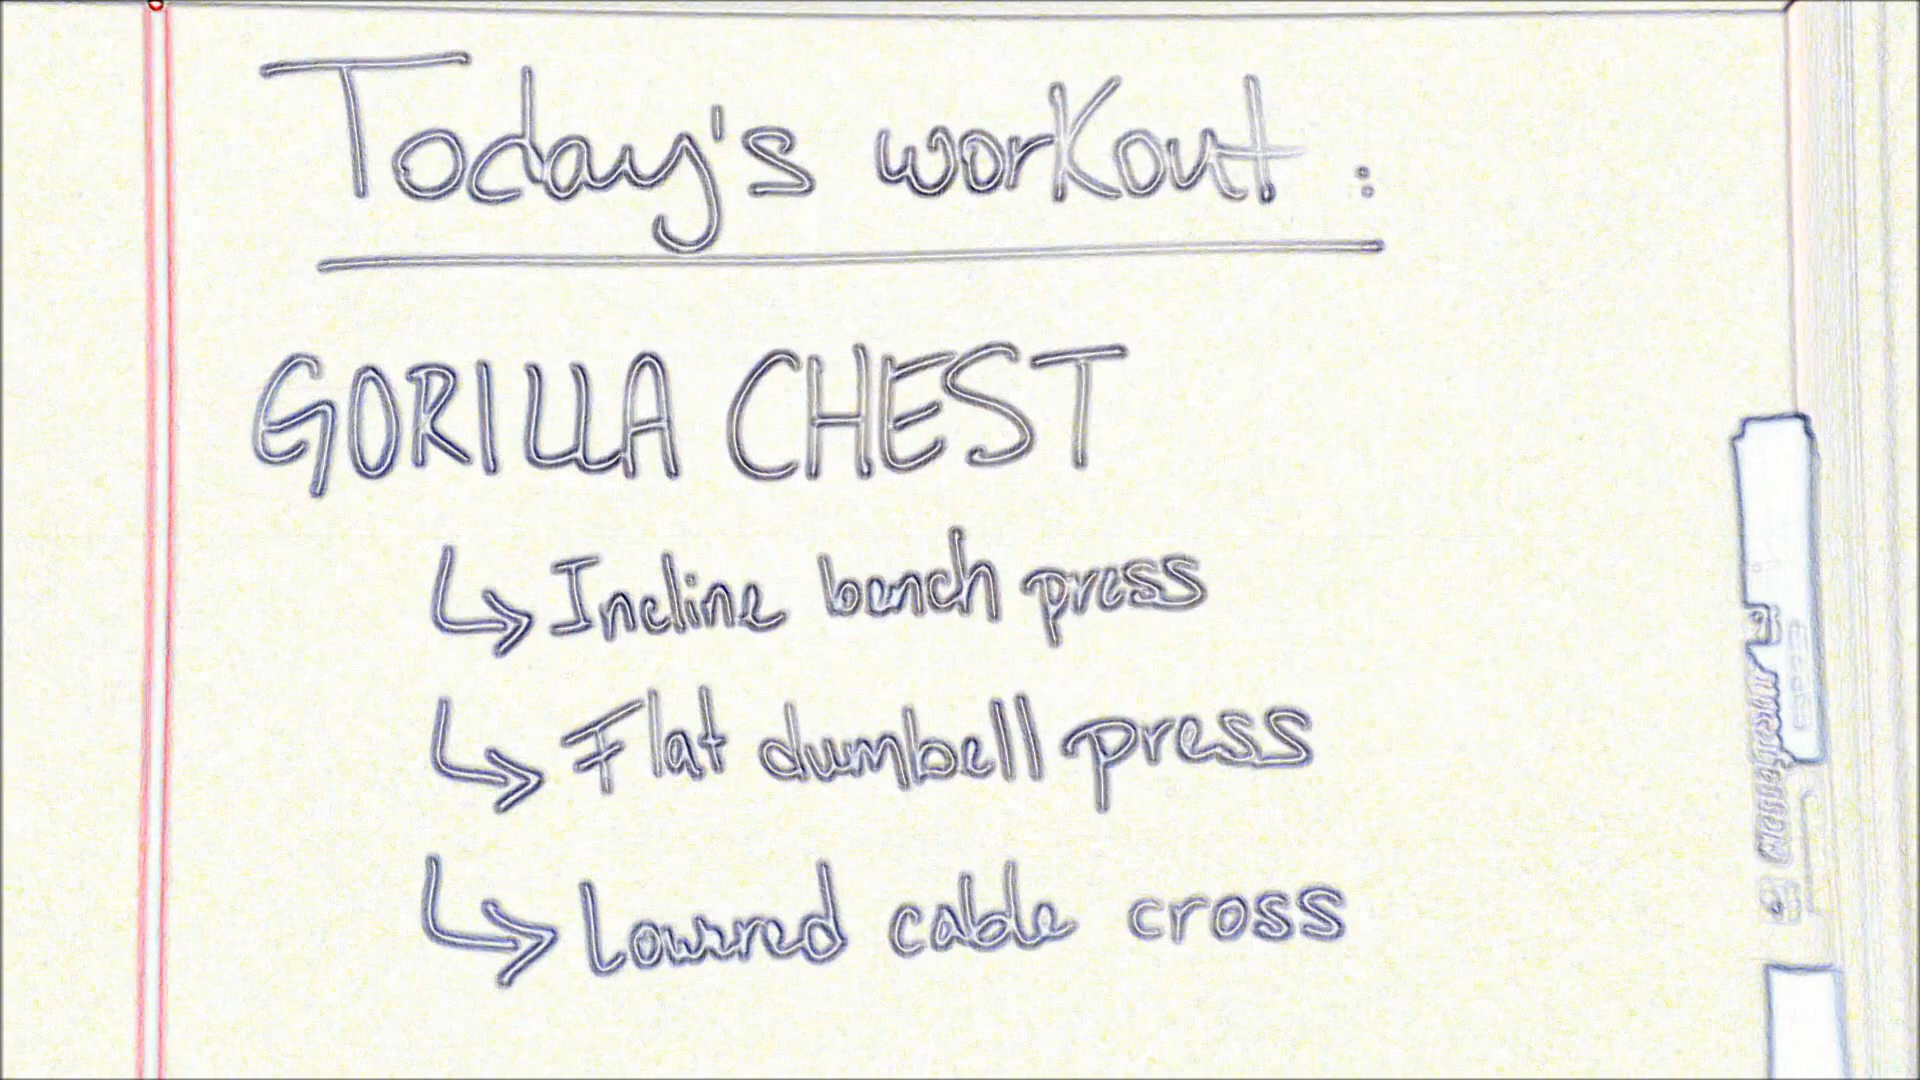 Today's workout :
GORILLA CHEST
↳ Incline bench press
↳ Flat dumbell press
↳ Lowered cable cross